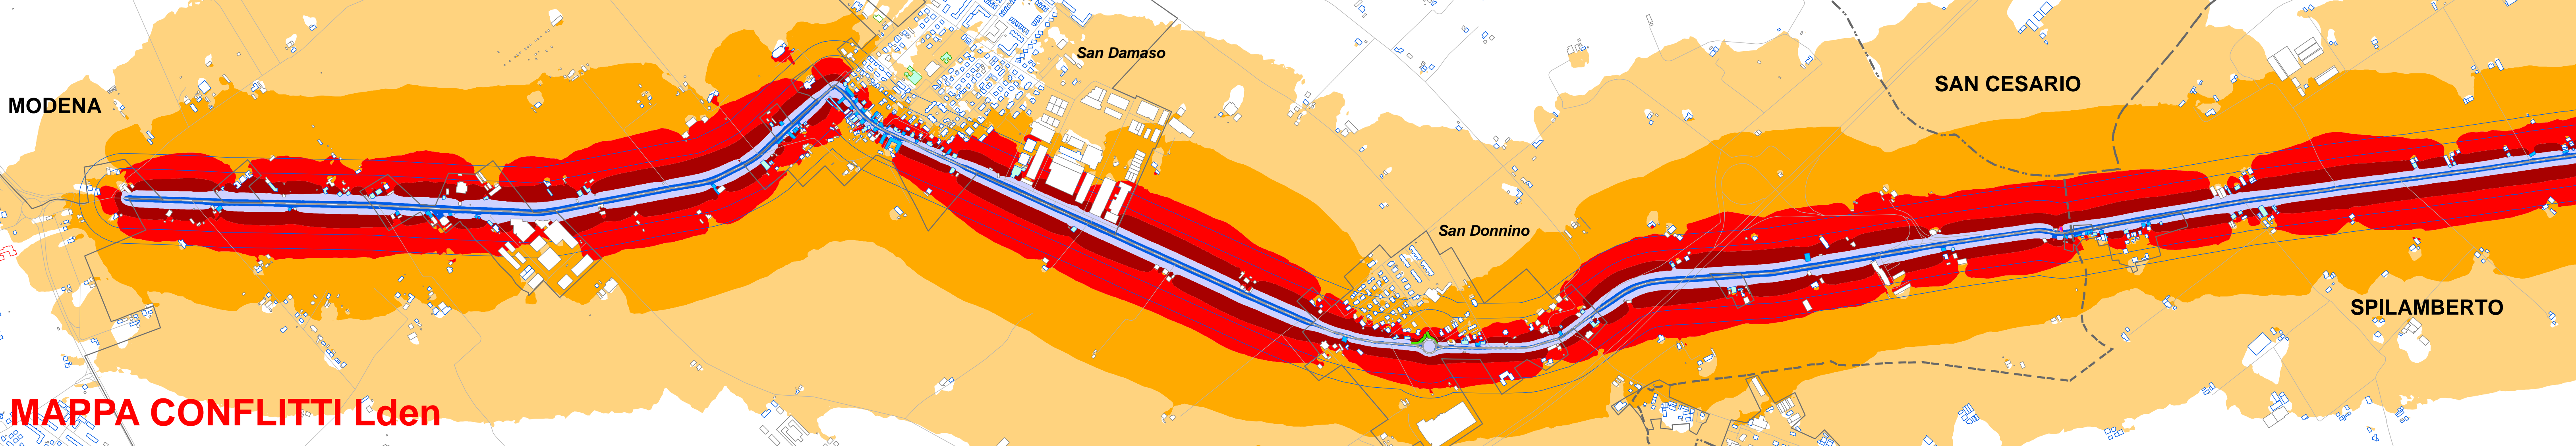 San Damaso
SAN CESARIO
MODENA
San Donnino
SPILAMBERTO
MAPPA CONFLITTI Lden